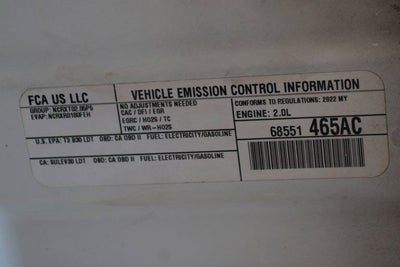 FCA US LLC
VEHICLE EMISSION CONTROL INFORMATION
GROUP: NCRXT02.05P5
EVAP: NCRXR0180FEH
NO ADJUSTMENTS NEEDED
CAC / DFI / EGR
EGRC / HO2S / TC
TWC / WR-HO2S
CONFORMS TO REGULATIONS: 2022 MY
ENGINE: 2.0L
68551 465AC
U.S. EPA: T3 B30 LDT OBD: CA OBD II FUEL: ELECTRICITY/GASOLINE
CA: SULEV30 LDT OBD: CA OBD II FUEL: ELECTRICITY/GASOLINE